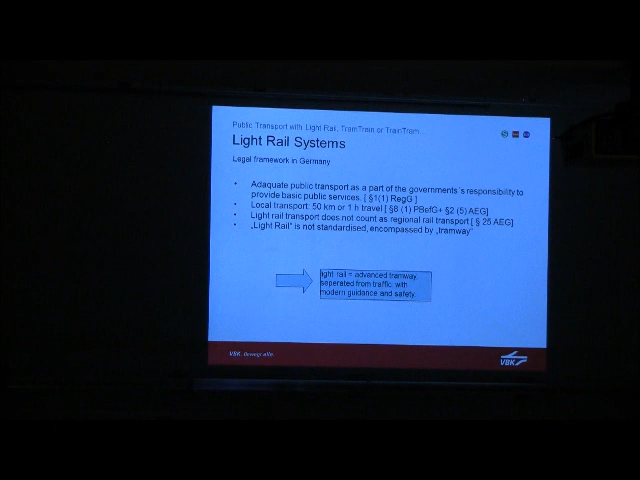 Public Transport with Light Rail, TramTrain or TrainTram...
Light Rail Systems
Legal framework in Germany
• Adaquate public transport as a part of the governments´s responsibility to
provide basic public services. [ §1(1) RegG ]
• Local transport: 50 km or 1 h travel [ §8 (1) PBefG+ §2 (5) AEG]
• Light rail transport does not count as regional rail transport [ § 25 AEG]
• „Light Rail“ is not standardised, encompassed by „tramway“
light rail = advanced tramway,
seperated from traffic, with
modern guidance and safety.
VBK.
VBK